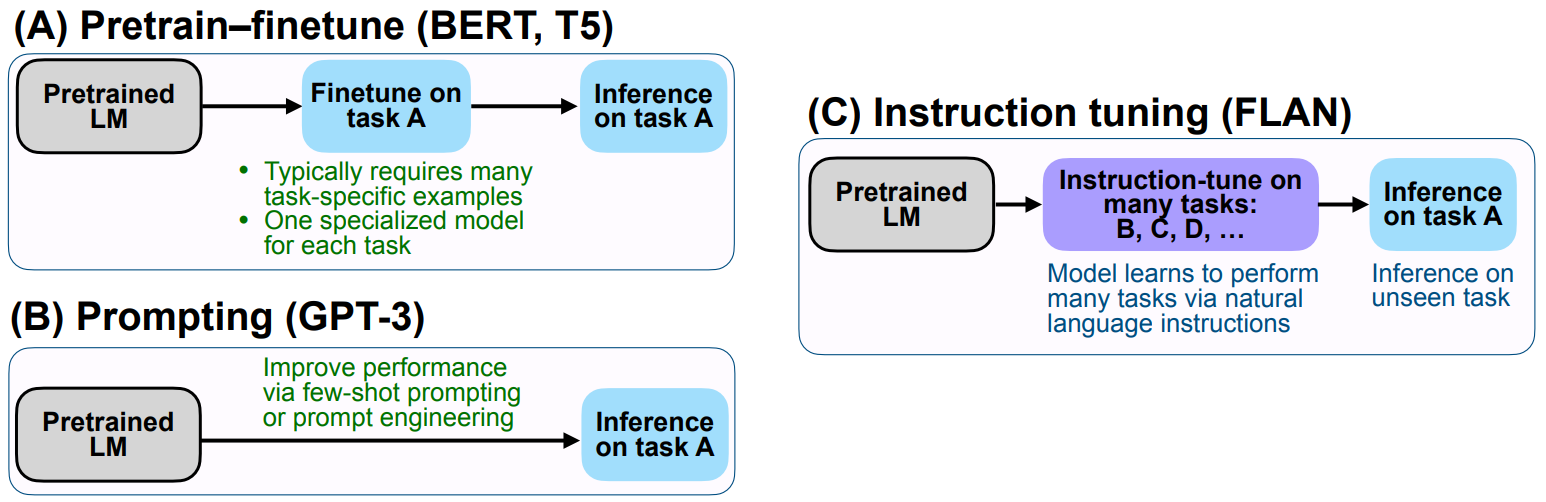 (A) Pretrain–finetune (BERT, T5)
Pretrained
LM
Finetune on
task A
Inference
on task A
• Typically requires many
task-specific examples
• One specialized model
for each task
(B) Prompting (GPT-3)
Pretrained
LM
Improve performance
via few-shot prompting
or prompt engineering
Inference
on task A
(C) Instruction tuning (FLAN)
Pretrained
LM
Instruction-tune on
many tasks:
B, C, D, …
Inference
on task A
Model learns to perform
many tasks via natural
language instructions
Inference on
unseen task